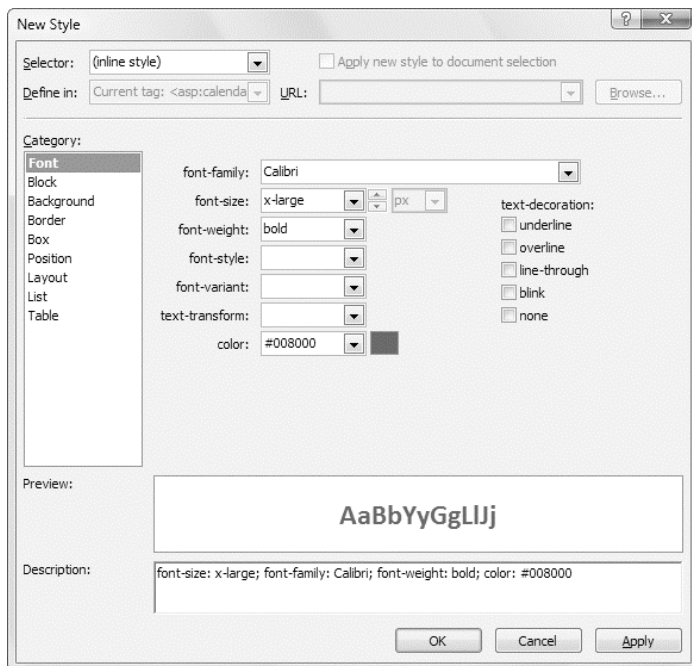 New Style
Selector: (inline style) Apply new style to document selection
Define in: Current tag: <asp:calenda URL: Browse...
Category:
Font
Block
Background
Border
Box
Position
Layout
List
Table
font-family: Calibri
font-size: x-large px
font-weight: bold
font-style:
font-variant:
text-transform:
color: #008000
text-decoration:
underline
overline
line-through
blink
none
Preview:
AaBbYyGgLlJj
Description:
font-size: x-large; font-family: Calibri; font-weight: bold; color: #008000
OK Cancel Apply